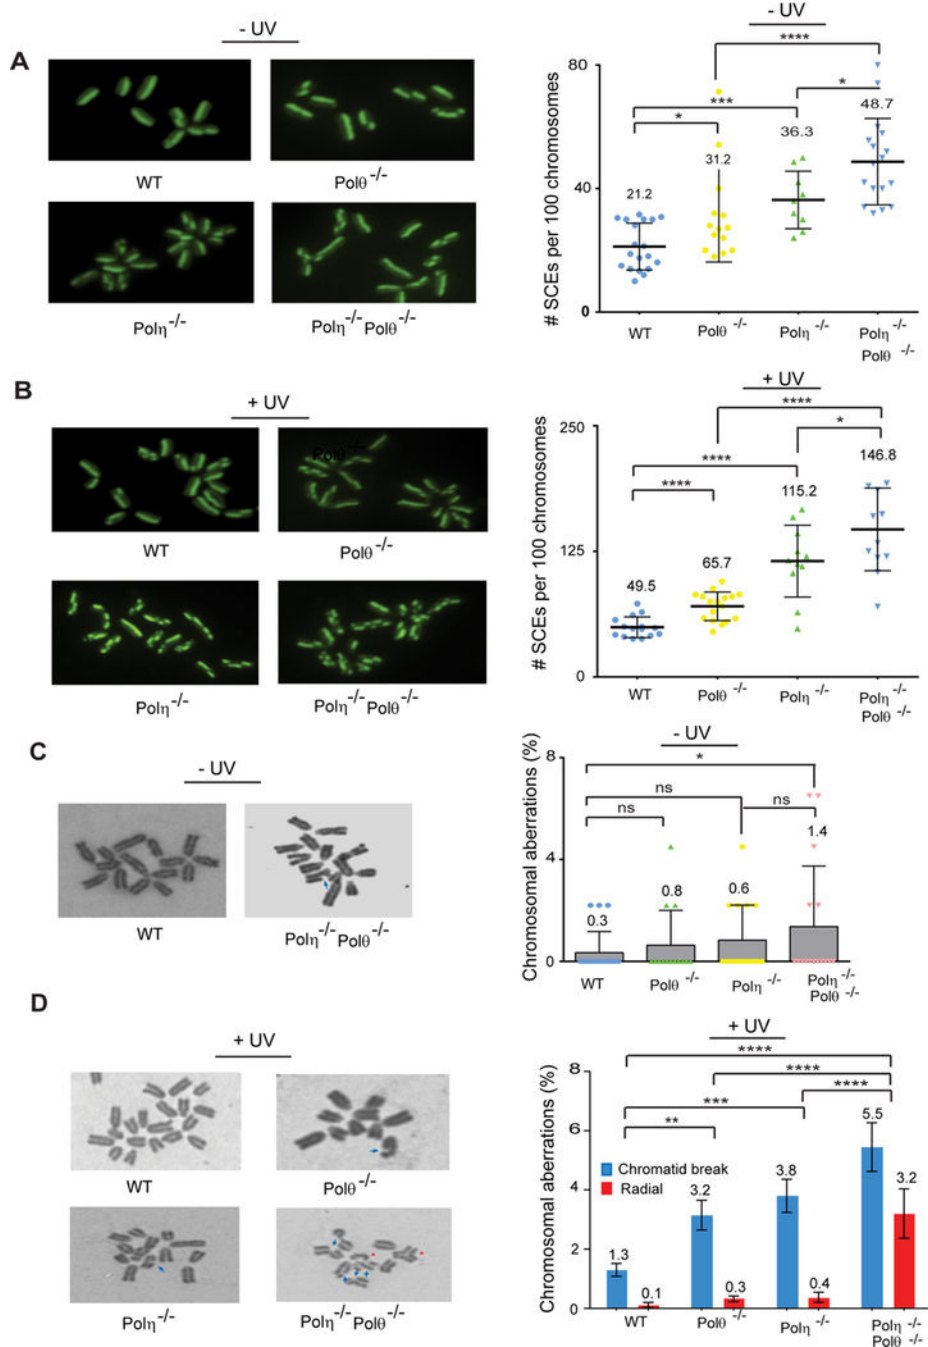 A
- UV
WT
Polθ -/-
Polη -/-
Polη -/- Polθ -/-
- UV
****
***
*
*
# SCEs per 100 chromosomes
80
40
0
21.2
31.2
36.3
48.7
WT
Polθ -/-
Polη -/-
Polη -/-
Polθ -/-
B
+ UV
Polθ -/-
WT
Polθ -/-
Polη -/-
Polη -/- Polθ -/-
+ UV
****
*
****
****
# SCEs per 100 chromosomes
250
125
0
49.5
65.7
115.2
146.8
WT
Polθ -/-
Polη -/-
Polη -/-
Polθ -/-
C
- UV
WT
Polη -/- Polθ -/-
- UV
*
ns
ns
ns
Chromosomal aberrations (%)
8
4
0
0.3
0.8
0.6
1.4
WT
Polθ -/-
Polη -/-
Polη -/-
Polθ -/-
D
+ UV
WT
Polθ -/-
Polη -/-
Polη -/- Polθ -/-
+ UV
****
****
****
***
**
Chromosomal aberrations (%)
8
6
4
2
0
Chromatid break
Radial
1.3
0.1
3.2
0.3
3.8
0.4
5.5
3.2
WT
Polθ -/-
Polη -/-
Polη -/-
Polθ -/-